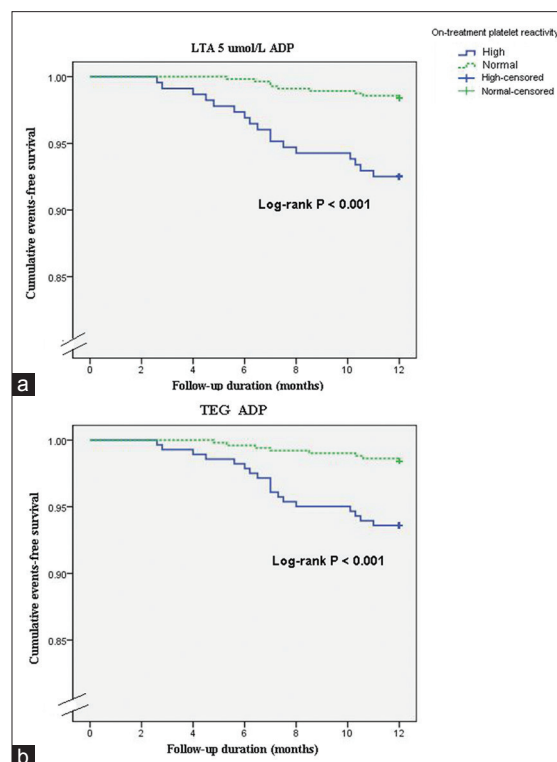 LTA 5 umol/L ADP
On-treatment platelet reactivity
High
Normal
High-censored
Normal-censored
Cumulative events-free survival
1.00
0.95
0.90
0.85
Log-rank P < 0.001
0 2 4 6 8 10 12
Follow-up duration (months)
a
TEG ADP
Cumulative events-free survival
1.00
0.95
0.90
0.85
Log-rank P < 0.001
0 2 4 6 8 10 12
Follow-up duration (months)
b